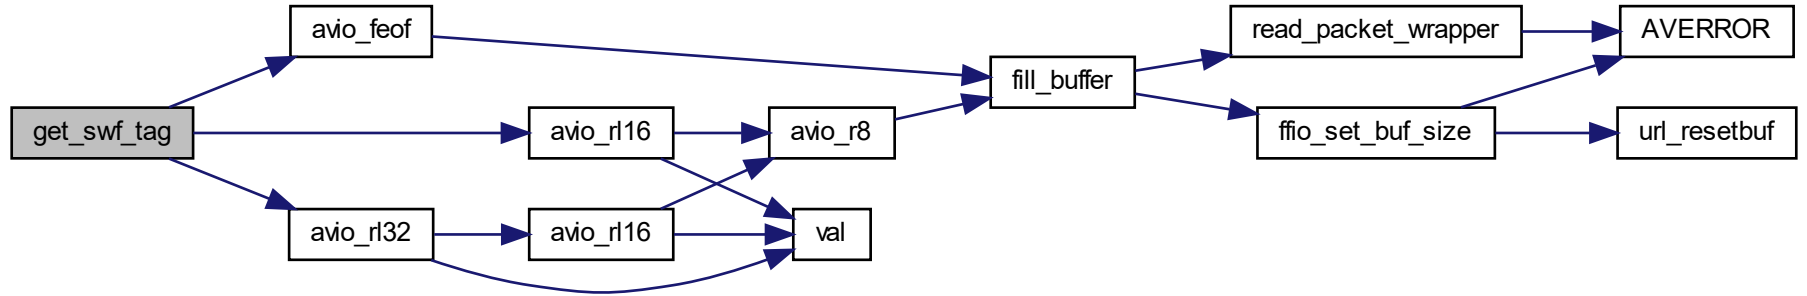 get_swf_tag
avio_feof
avio_rl16
avio_rl32
avio_rl16
avio_r8
val
fill_buffer
read_packet_wrapper
ffio_set_buf_size
AVERROR
url_resetbuf